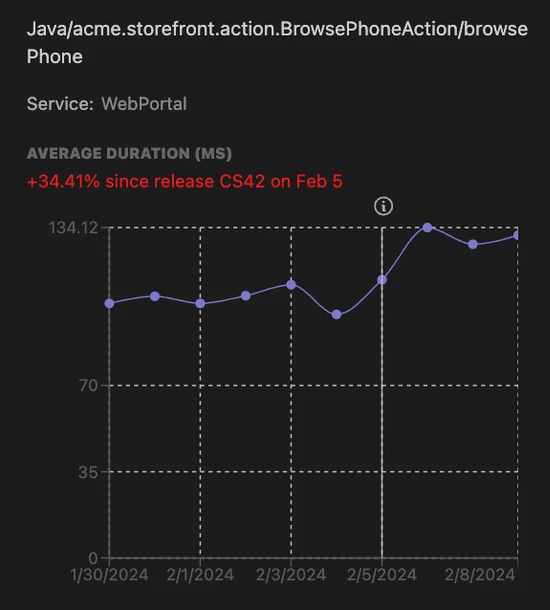 Java/acme.storefront.action.BrowsePhoneAction/browse
Phone
Service: WebPortal
AVERAGE DURATION (MS)
+34.41% since release CS42 on Feb 5
134.12
70
35
0
1/30/2024 2/1/2024 2/3/2024 2/5/2024 2/8/2024